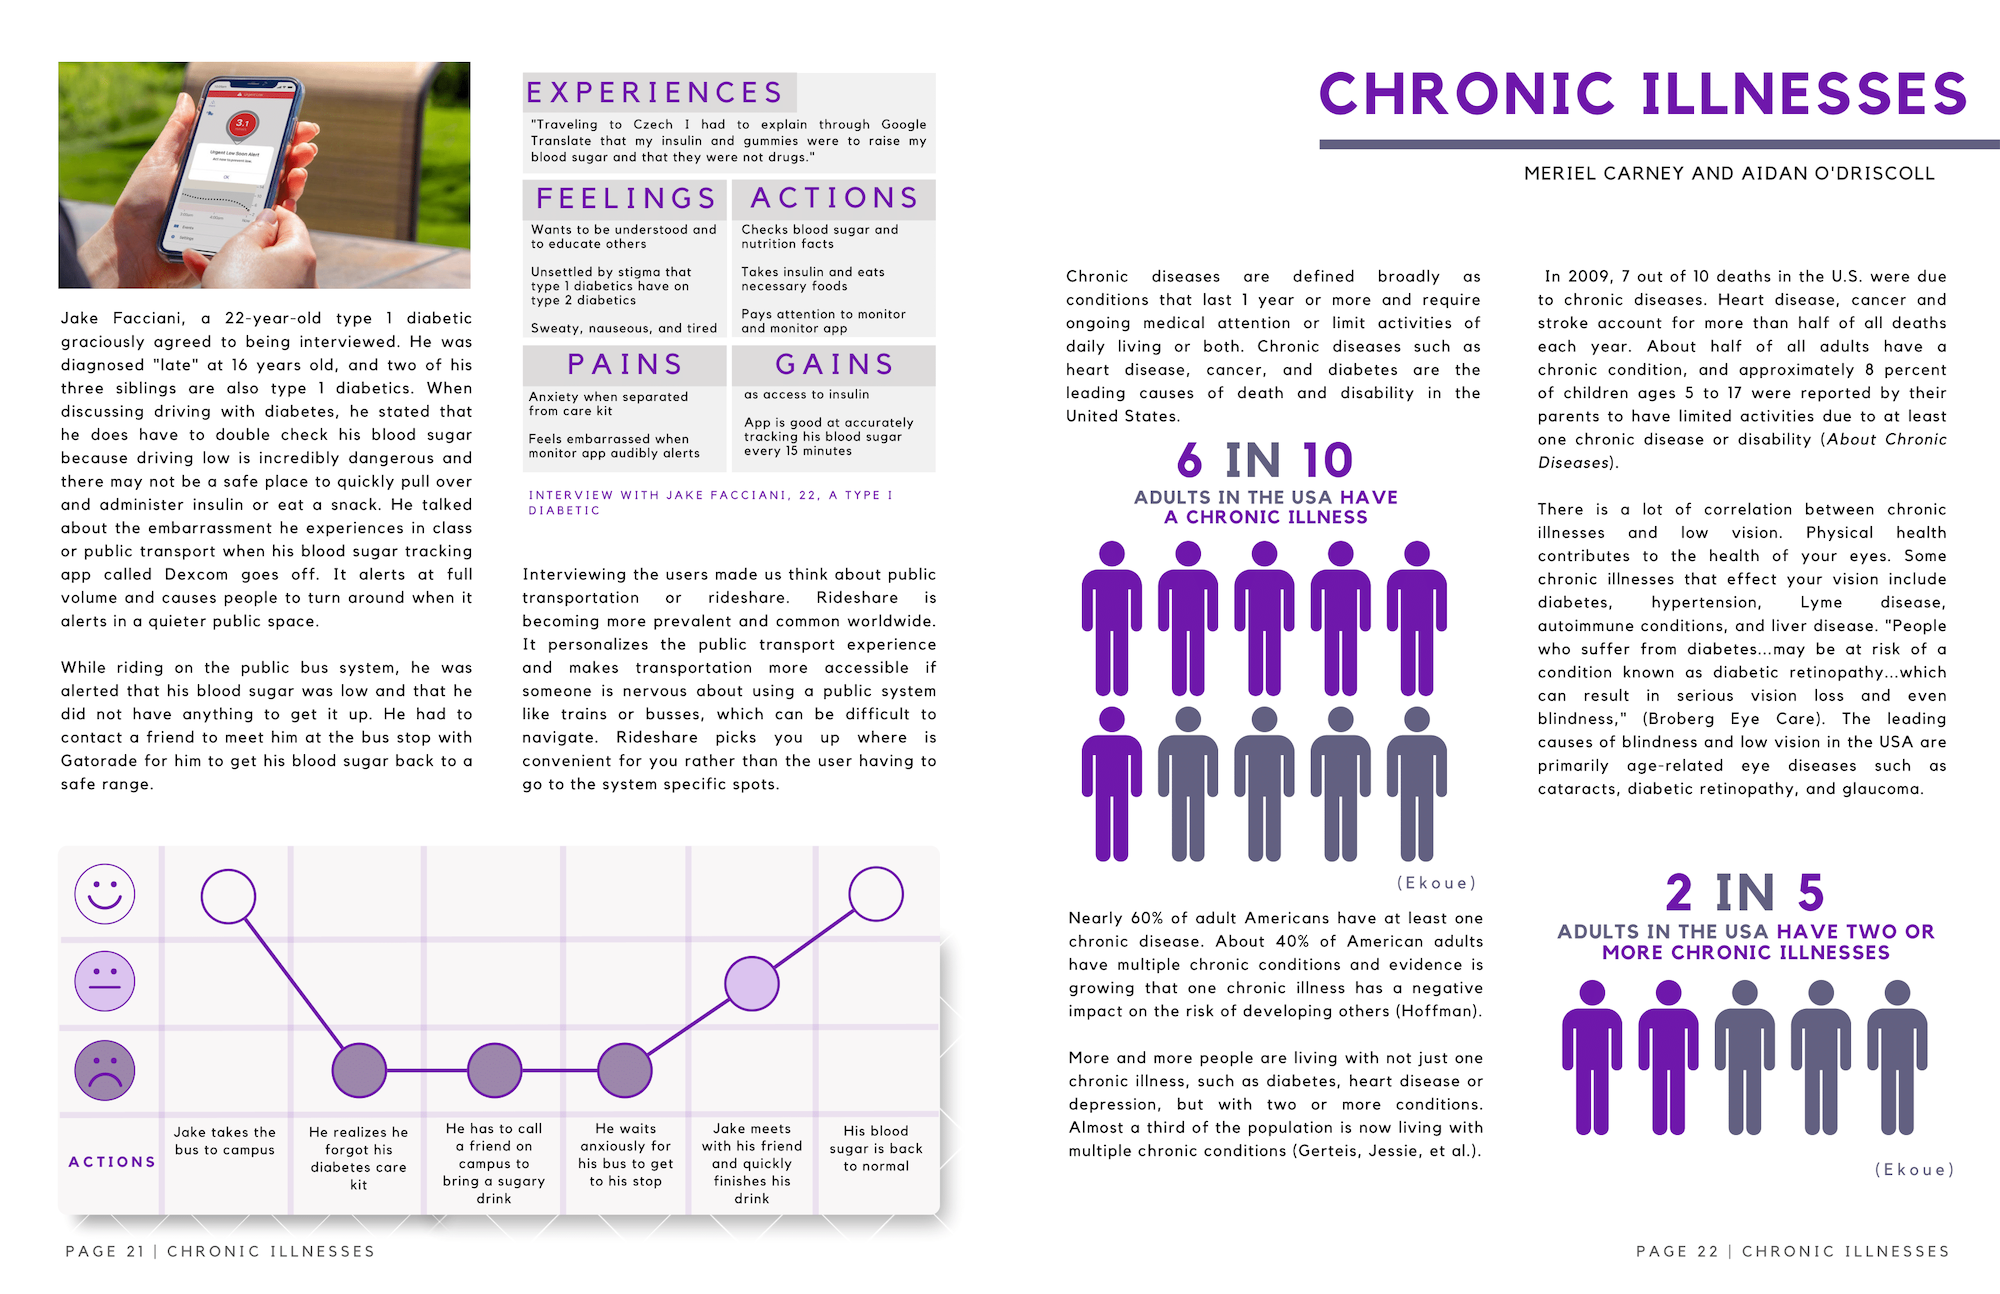 EXPERIENCES
"Traveling to Czech I had to explain through Google
Translate that my insulin and gummies were to raise my
blood sugar and that they were not drugs."
FEELINGS
Wants to be understood and
to educate others
Unsettled by stigma that
type 1 diabetics have on
type 2 diabetics
Sweaty, nauseous, and tired
ACTIONS
Checks blood sugar and
nutrition facts
Takes insulin and eats
necessary foods
Pays attention to monitor
and monitor app
PAINS
Anxiety when separated
from care kit
Feels embarrassed when
monitor app audibly alerts
GAINS
as access to insulin
App is good at accurately
tracking his blood sugar
every 15 minutes
INTERVIEW WITH JAKE FACCIANI, 22, A TYPE I
DIABETIC
3.1
Urgent Low Soon Alert
OK
Jake Facciani, a 22-year-old type 1 diabetic
graciously agreed to being interviewed. He was
diagnosed "late" at 16 years old, and two of his
three siblings are also type 1 diabetics. When
discussing driving with diabetes, he stated that
he does have to double check his blood sugar
because driving low is incredibly dangerous and
there may not be a safe place to quickly pull over
and administer insulin or eat a snack. He talked
about the embarrassment he experiences in class
or public transport when his blood sugar tracking
app called Dexcom goes off. It alerts at full
volume and causes people to turn around when it
alerts in a quieter public space.
While riding on the public bus system, he was
alerted that his blood sugar was low and that he
did not have anything to get it up. He had to
contact a friend to meet him at the bus stop with
Gatorade for him to get his blood sugar back to a
safe range.
Interviewing the users made us think about public
transportation or rideshare. Rideshare is
becoming more prevalent and common worldwide.
It personalizes the public transport experience
and makes transportation more accessible if
someone is nervous about using a public system
like trains or busses, which can be difficult to
navigate. Rideshare picks you up where is
convenient for you rather than the user having to
go to the system specific spots.
ACTIONS
Jake takes the
bus to campus
He realizes he
forgot his
diabetes care
kit
He has to call
a friend on
campus to
bring a sugary
drink
He waits
anxiously for
his bus to get
to his stop
Jake meets
with his friend
and quickly
finishes his
drink
His blood
sugar is back
to normal
PAGE 21 | CHRONIC ILLNESSES
CHRONIC ILLNESSES
MERIEL CARNEY AND AIDAN O'DRISCOLL
Chronic diseases are defined broadly as
conditions that last 1 year or more and require
ongoing medical attention or limit activities of
daily living or both. Chronic diseases such as
heart disease, cancer, and diabetes are the
leading causes of death and disability in the
United States.
6 IN 10
ADULTS IN THE USA HAVE
A CHRONIC ILLNESS
(Ekoue)
Nearly 60% of adult Americans have at least one
chronic disease. About 40% of American adults
have multiple chronic conditions and evidence is
growing that one chronic illness has a negative
impact on the risk of developing others (Hoffman).
More and more people are living with not just one
chronic illness, such as diabetes, heart disease or
depression, but with two or more conditions.
Almost a third of the population is now living with
multiple chronic conditions (Gerteis, Jessie, et al.).
In 2009, 7 out of 10 deaths in the U.S. were due
to chronic diseases. Heart disease, cancer and
stroke account for more than half of all deaths
each year. About half of all adults have a
chronic condition, and approximately 8 percent
of children ages 5 to 17 were reported by their
parents to have limited activities due to at least
one chronic disease or disability (About Chronic
Diseases).
There is a lot of correlation between chronic
illnesses and low vision. Physical health
contributes to the health of your eyes. Some
chronic illnesses that effect your vision include
diabetes, hypertension, Lyme disease,
autoimmune conditions, and liver disease. "People
who suffer from diabetes...may be at risk of a
condition known as diabetic retinopathy...which
can result in serious vision loss and even
blindness," (Broberg Eye Care). The leading
causes of blindness and low vision in the USA are
primarily age-related eye diseases such as
cataracts, diabetic retinopathy, and glaucoma.
2 IN 5
ADULTS IN THE USA HAVE TWO OR
MORE CHRONIC ILLNESSES
(Ekoue)
PAGE 22 | CHRONIC ILLNESSES